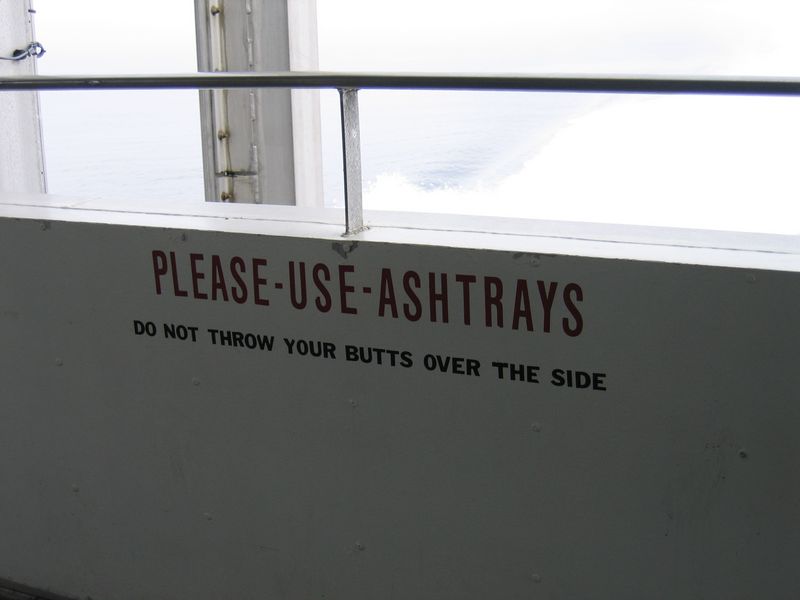 PLEASE-USE-ASHTRAYS
DO NOT THROW YOUR BUTTS OVER THE SIDE